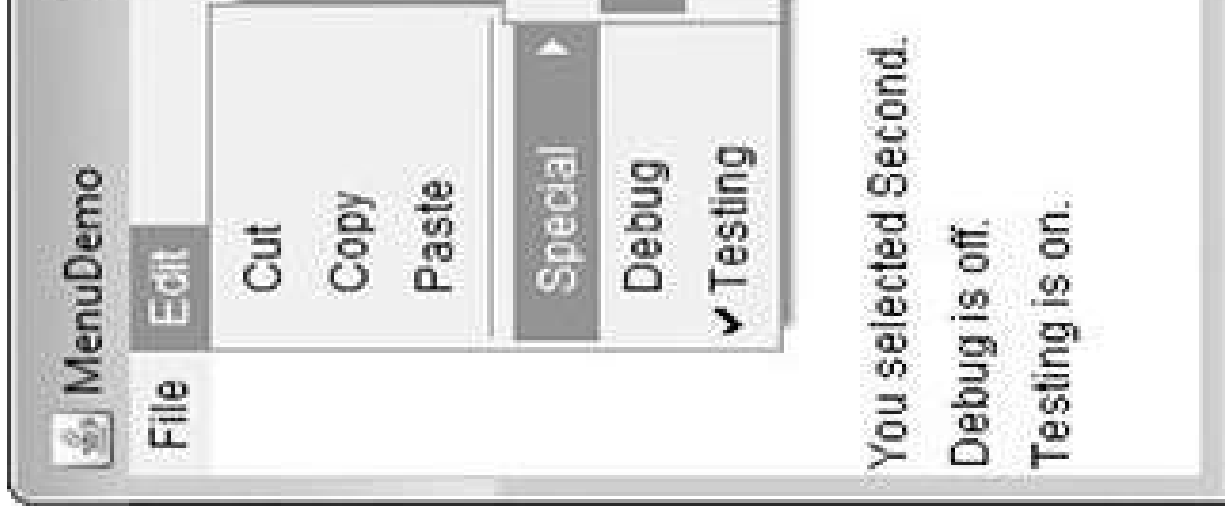 MenuDemo
File Edit
Cut
Copy
Paste
Special
Debug
✔ Testing
You selected Second.
Debug is off.
Testing is on.